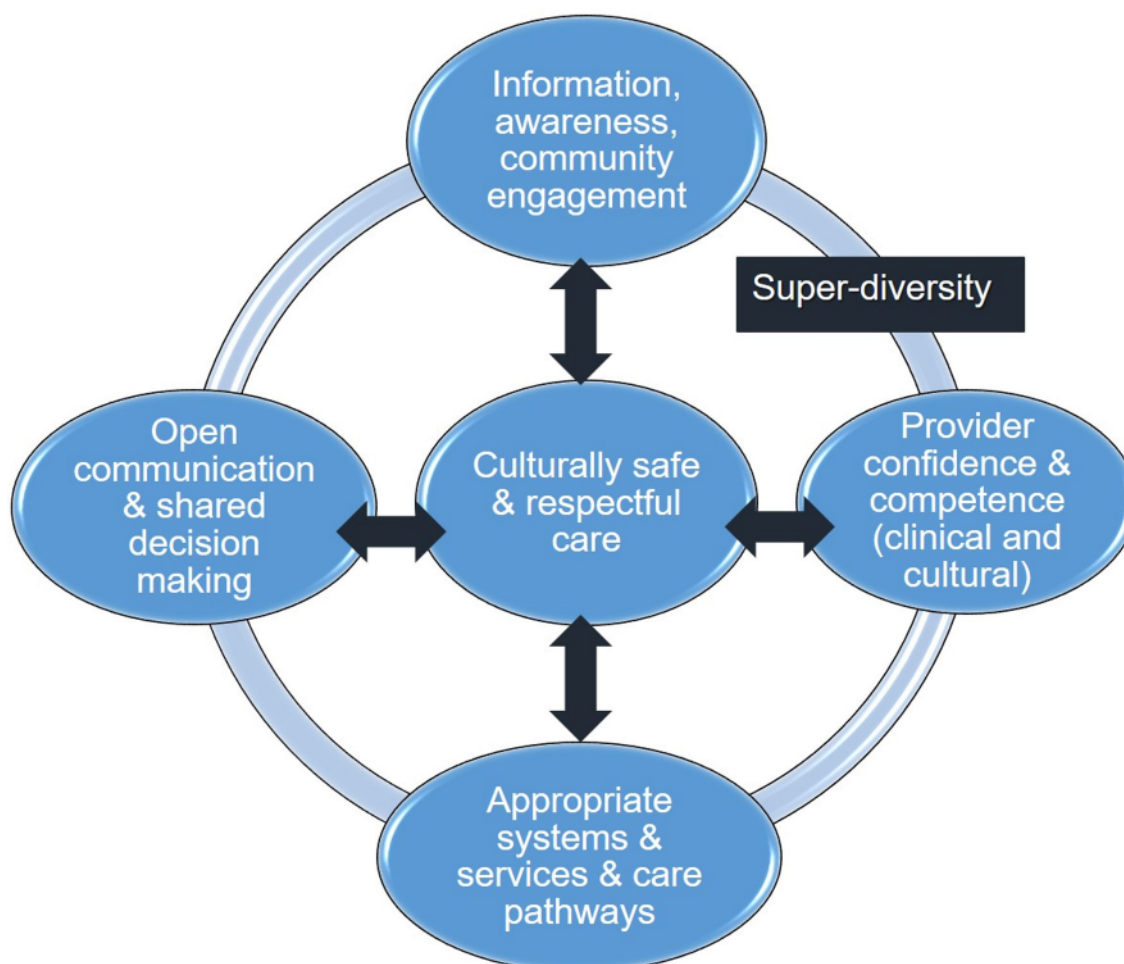 Information,
awareness,
community
engagement
Super-diversity
Open
communication
& shared
decision
making
Culturally safe
& respectful
care
Provider
confidence &
competence
(clinical and
cultural)
Appropriate
systems &
services & care
pathways